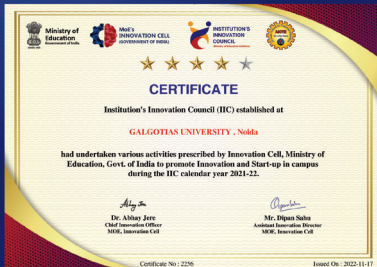 Ministry of
Education
Government of India
MoE's
INNOVATION CELL
(GOVERNMENT OF INDIA)
INSTITUTION'S
INNOVATION
COUNCIL
CERTIFICATE
Institution's Innovation Council (IIC) established at
GALGOTIAS UNIVERSITY , Noida
had undertaken various activities prescribed by Innovation Cell, Ministry of
Education, Govt. of India to promote Innovation and Start-up in campus
during the IIC calendar year 2021-22.
Dr. Abhay Jere
Chief Innovation Officer
MOE, Innovation Cell
Mr. Dipan Sahu
Assistant Innovation Director
MOE, Innovation Cell
Certificate No : 2256
Issued On : 2022-11-17